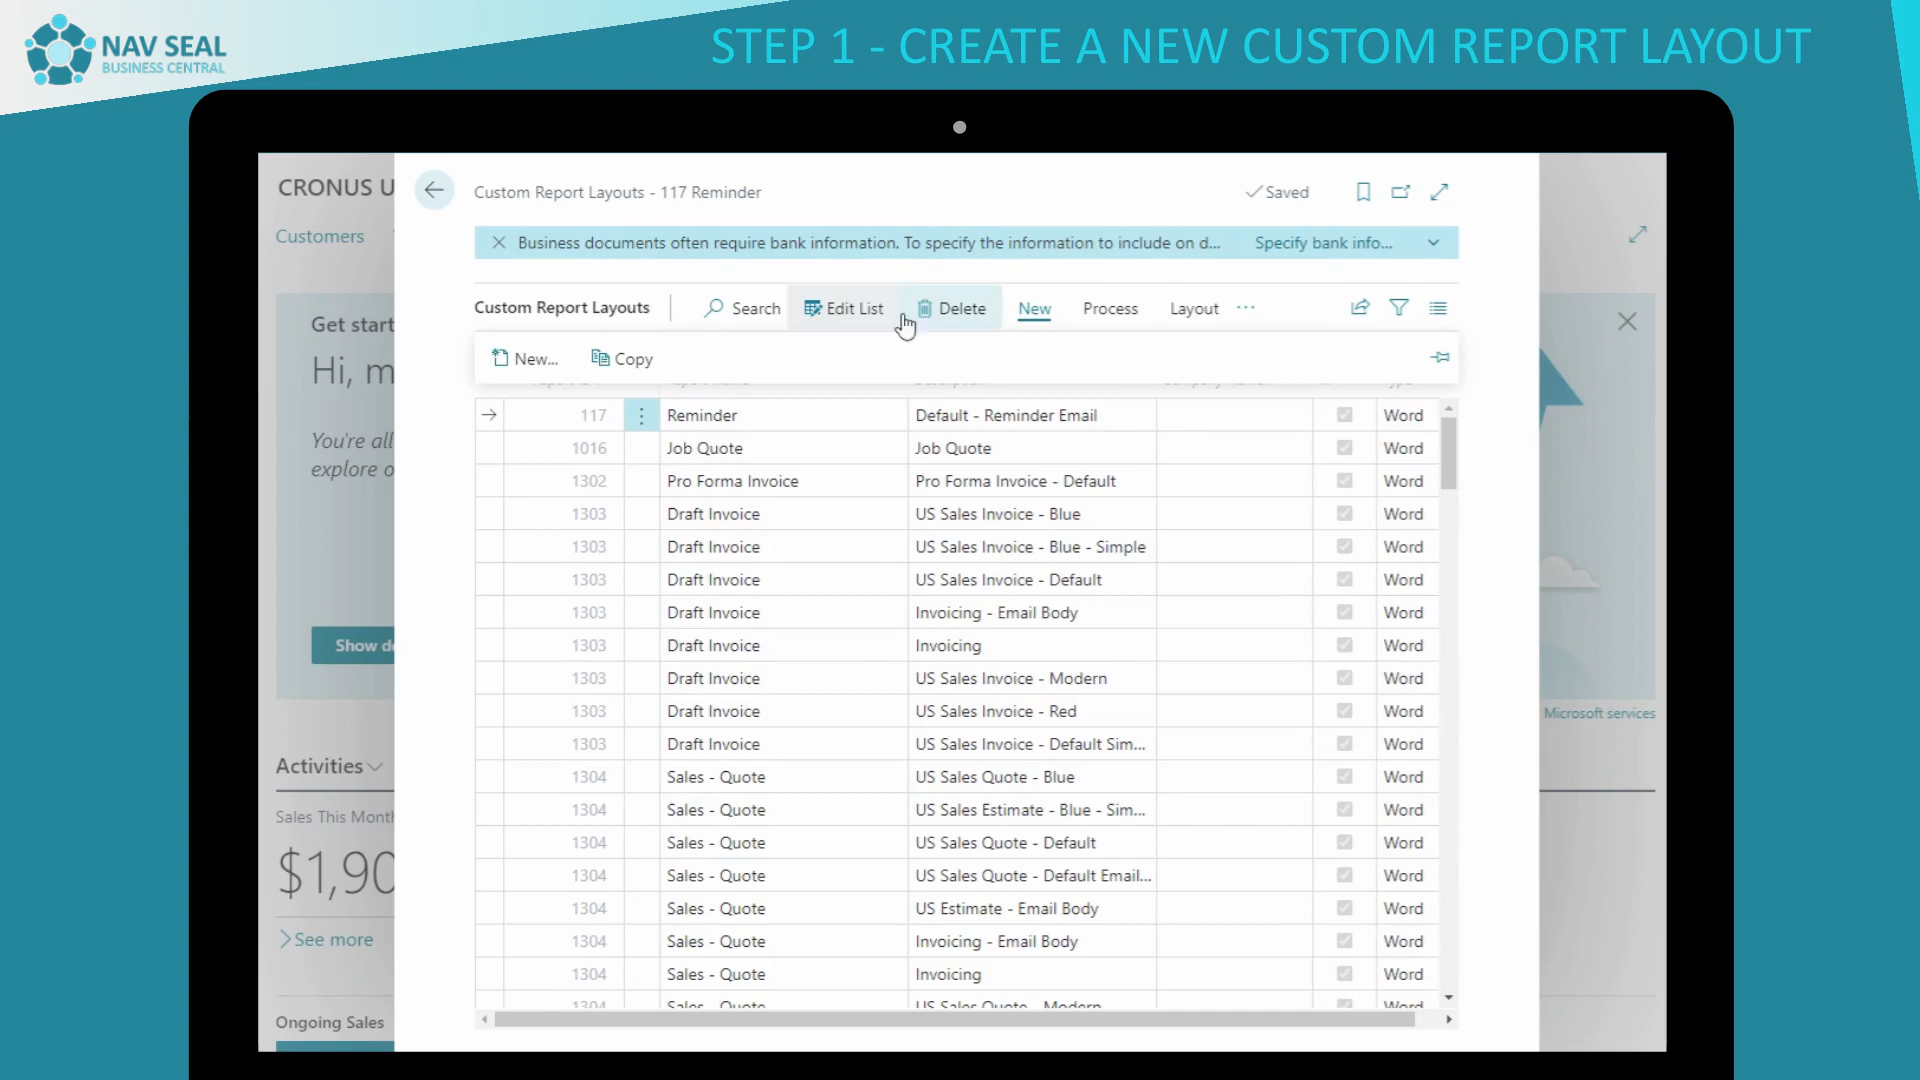 NAV SEAL
BUSINESS CENTRAL
STEP 1 - CREATE A NEW CUSTOM REPORT LAYOUT
CRONUS U
Customers
Get start
Hi, m
You're all
explore o
Show de
Activities
Sales This Month
$1,90
See more
Ongoing Sales
Custom Report Layouts - 117 Reminder
Saved
Business documents often require bank information. To specify the information to include on d... Specify bank info...
Custom Report Layouts Search Edit List Delete New Process Layout ...
New... Copy
117 Reminder Default - Reminder Email Word
1016 Job Quote Job Quote Word
1302 Pro Forma Invoice Pro Forma Invoice - Default Word
1303 Draft Invoice US Sales Invoice - Blue Word
1303 Draft Invoice US Sales Invoice - Blue - Simple Word
1303 Draft Invoice US Sales Invoice - Default Word
1303 Draft Invoice Invoicing - Email Body Word
1303 Draft Invoice Invoicing Word
1303 Draft Invoice US Sales Invoice - Modern Word
1303 Draft Invoice US Sales Invoice - Red Word
1303 Draft Invoice US Sales Invoice - Default Sim... Word
1304 Sales - Quote US Sales Quote - Blue Word
1304 Sales - Quote US Sales Estimate - Blue - Sim... Word
1304 Sales - Quote US Sales Quote - Default Word
1304 Sales - Quote US Sales Quote - Default Email... Word
1304 Sales - Quote US Estimate - Email Body Word
1304 Sales - Quote Invoicing - Email Body Word
1304 Sales - Quote Invoicing Word
1304 Sales - Quote US Sales Quote - Modern Word
Microsoft services